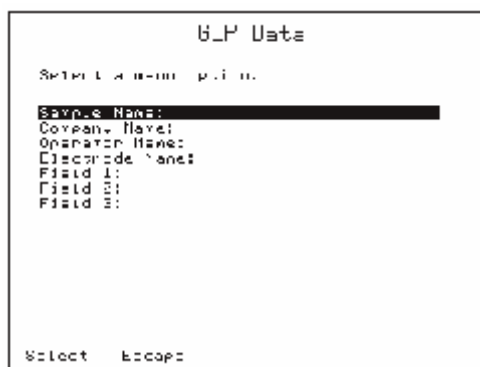 GLP Data
Select a menu option.
Sample Name:
Company Name:
Operator Name:
Electrode Name:
Field 1:
Field 2:
Field 3:
Select Escape